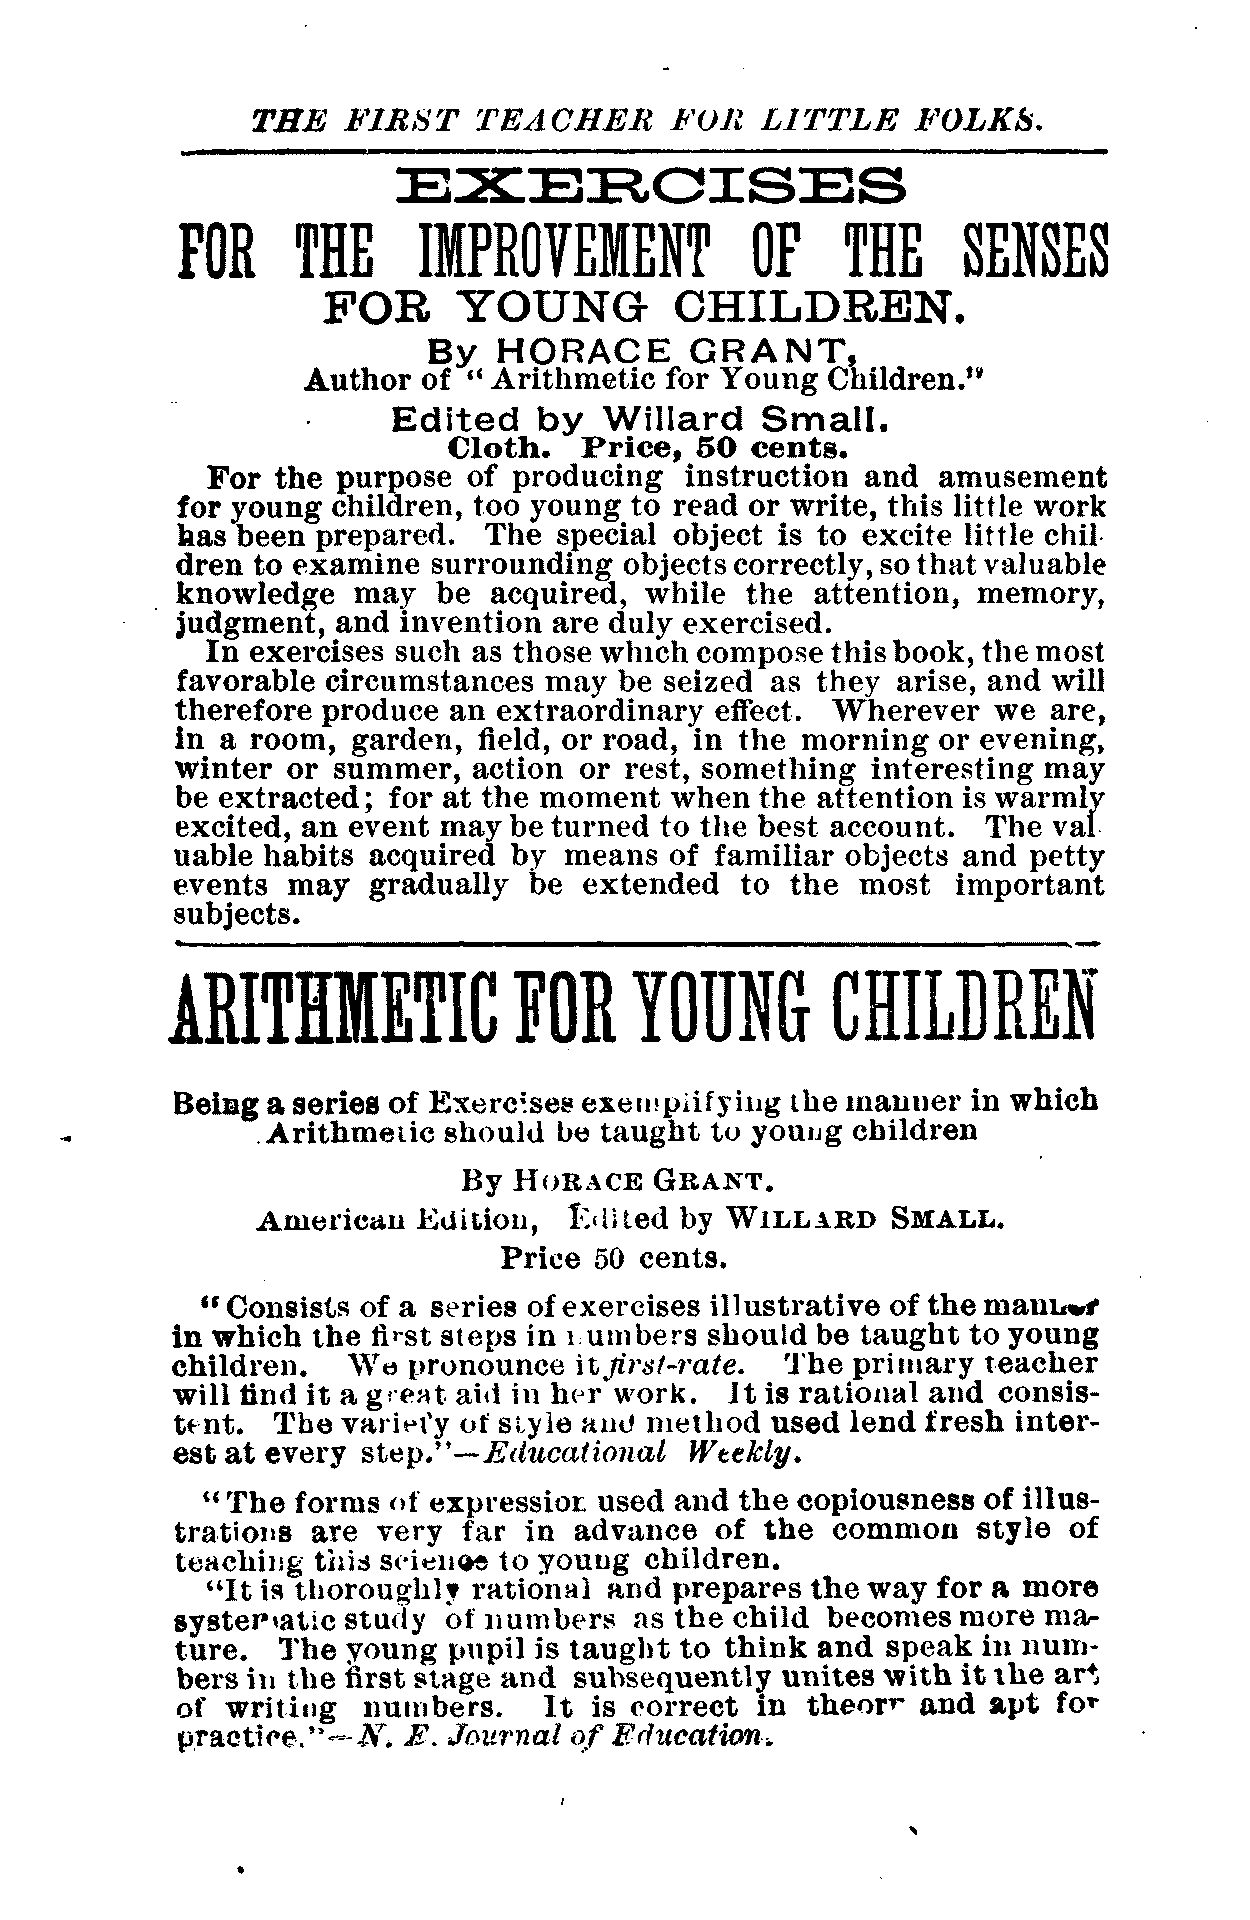 THE FIRST TEACHER FOR LITTLE FOLKS.
EXERCISES
FOR THE IMPROVEMENT OF THE SENSES
FOR YOUNG CHILDREN.
By HORACE GRANT,
Author of "Arithmetic for Young Children."
Edited by Willard Small.
Cloth. Price, 50 cents.
For the purpose of producing instruction and amusement
for young children, too young to read or write, this little work
has been prepared. The special object is to excite little chil-
dren to examine surrounding objects correctly, so that valuable
knowledge may be acquired, while the attention, memory,
judgment, and invention are duly exercised.
In exercises such as those which compose this book, the most
favorable circumstances may be seized as they arise, and will
therefore produce an extraordinary effect. Wherever we are,
in a room, garden, field, or road, in the morning or evening,
winter or summer, action or rest, something interesting may
be extracted; for at the moment when the attention is warmly
excited, an event may be turned to the best account. The val-
uable habits acquired by means of familiar objects and petty
events may gradually be extended to the most important
subjects.
ARITHMETIC FOR YOUNG CHILDREN
Being a series of Exercises exemplifying the manner in which
Arithmetic should be taught to young children
By HORACE GRANT.
American Edition, Edited by WILLARD SMALL.
Price 50 cents.
"Consists of a series of exercises illustrative of the manner
in which the first steps in numbers should be taught to young
children. We pronounce it first-rate. The primary teacher
will find it a great aid in her work. It is rational and consis-
tent. The variety of style and method used lend fresh inter-
est at every step."—Educational Weekly.
"The forms of expression used and the copiousness of illus-
trations are very far in advance of the common style of
teaching this science to young children.
"It is thoroughly rational and prepares the way for a more
systematic study of numbers as the child becomes more ma-
ture. The young pupil is taught to think and speak in num-
bers in the first stage and subsequently unites with it the art
of writing numbers. It is correct in theory and apt for
practice."—N. E. Journal of Education.